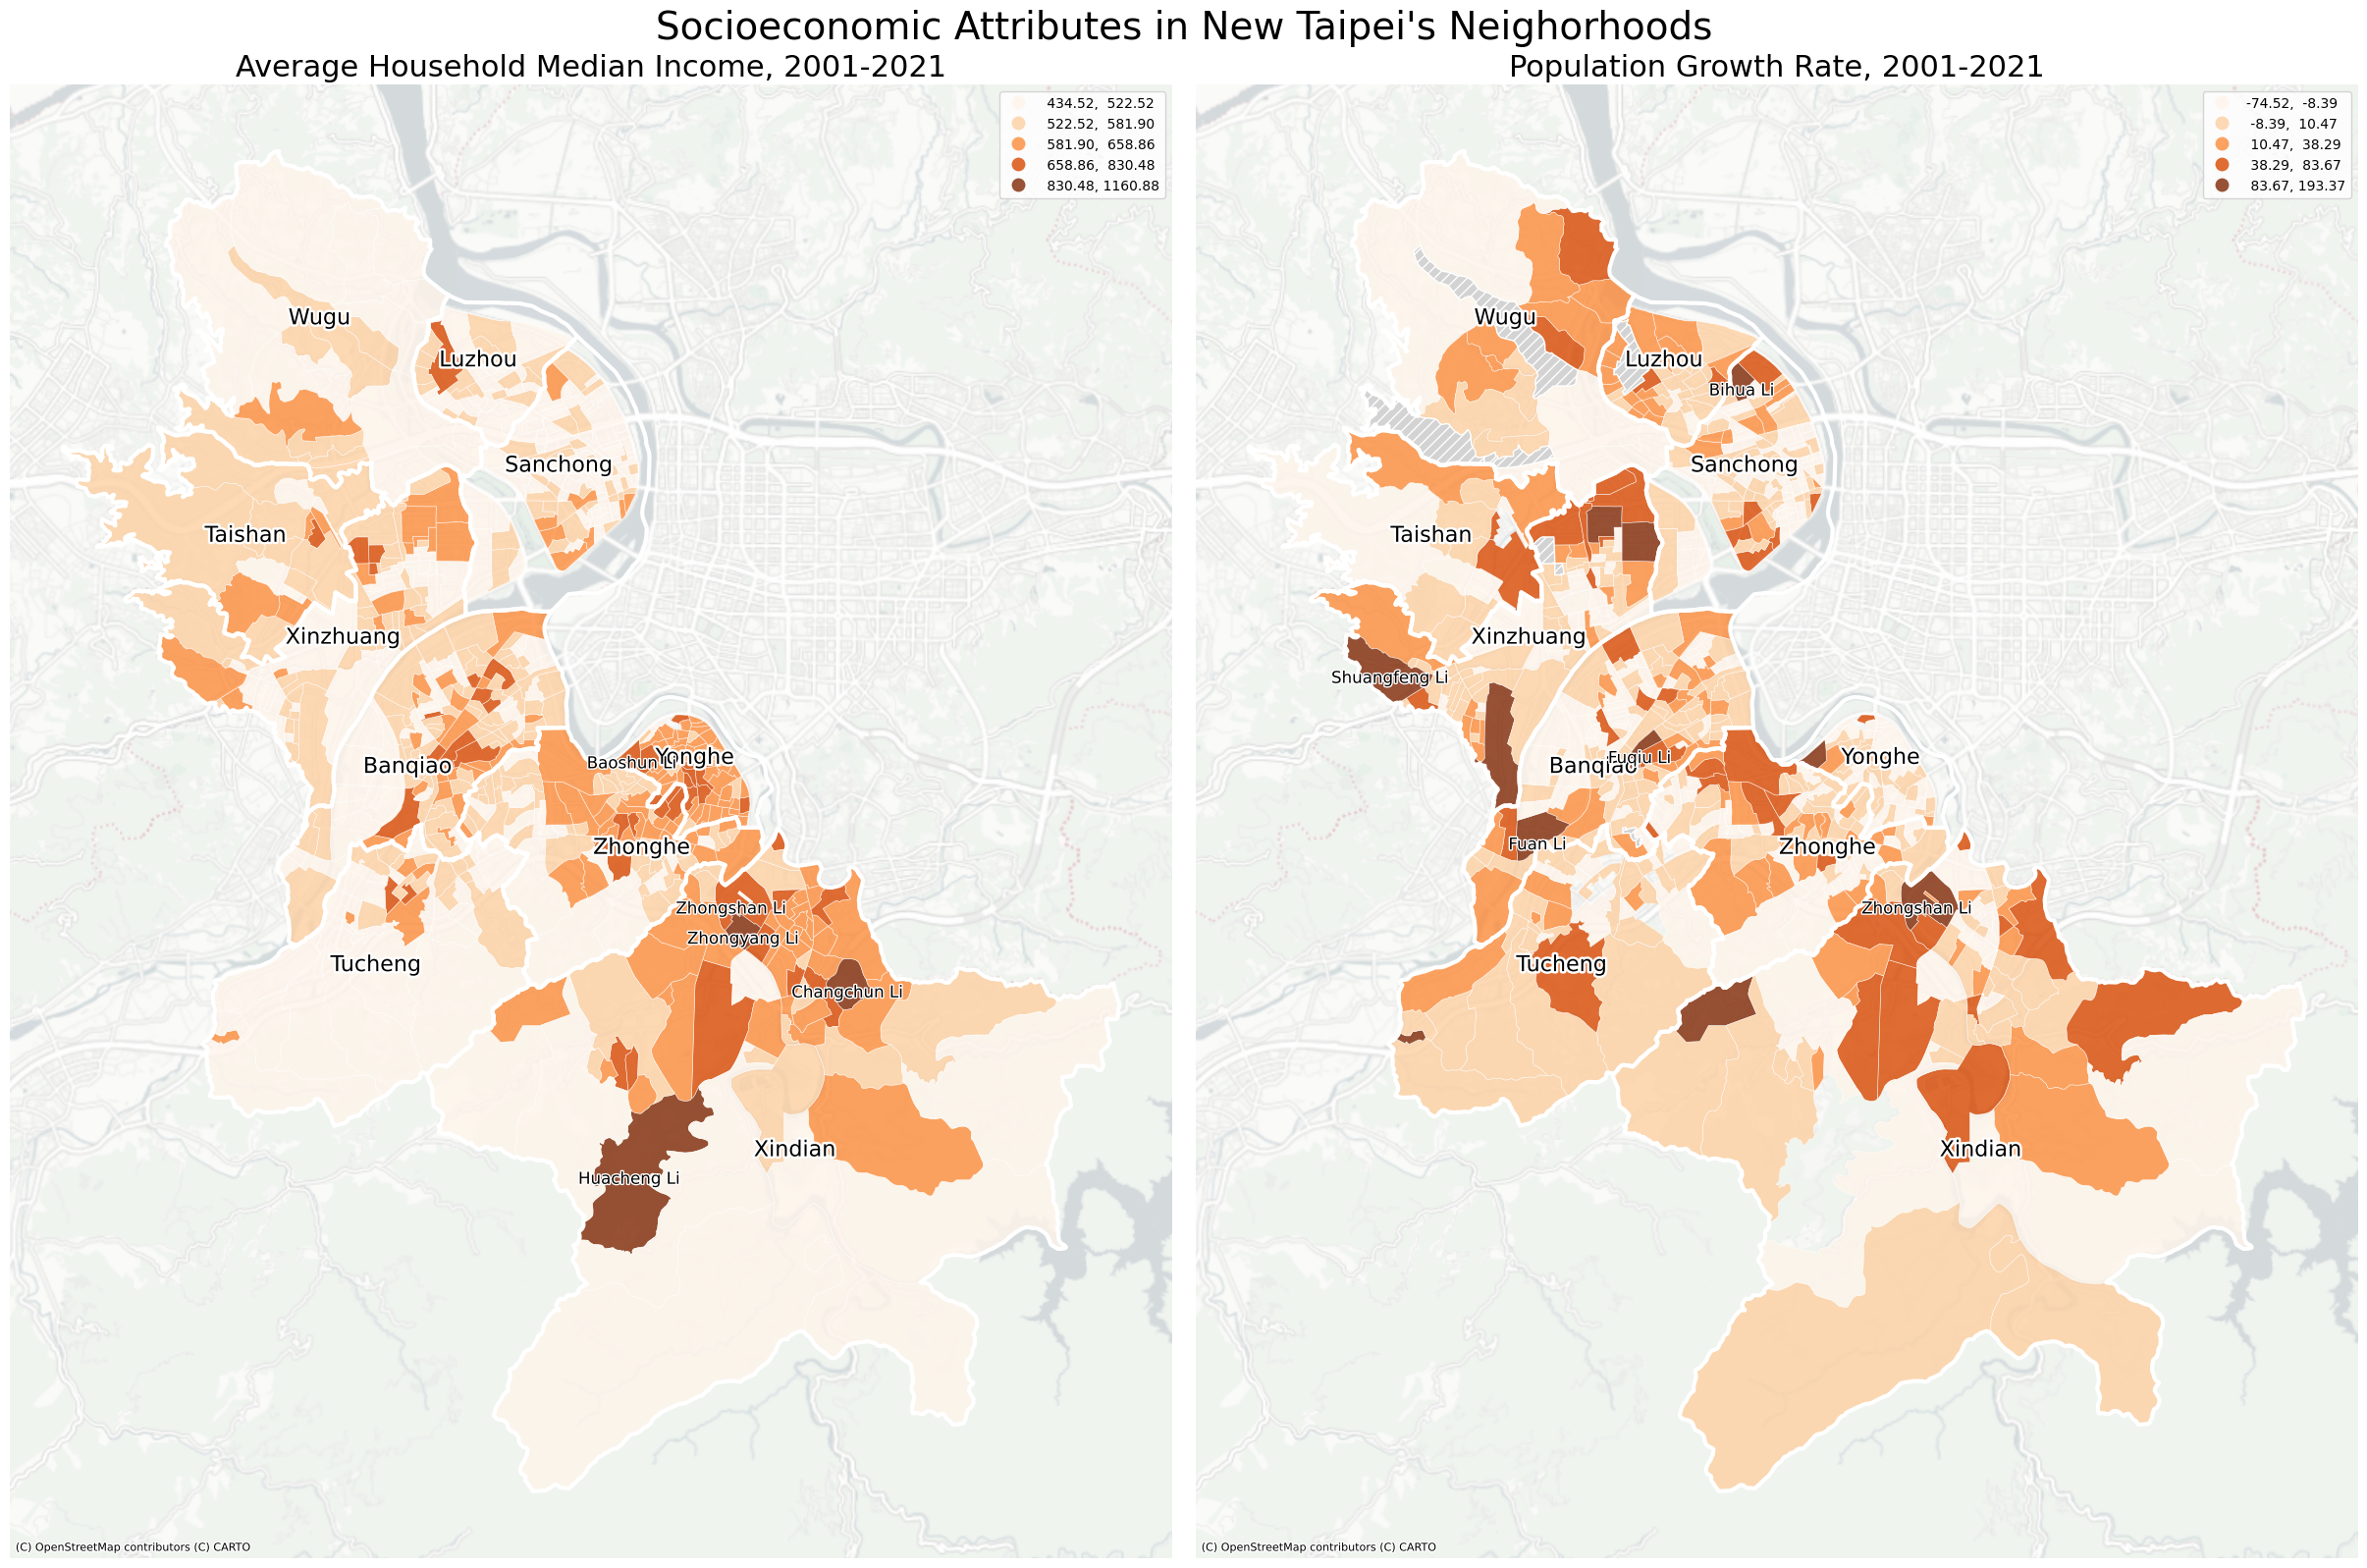 Socioeconomic Attributes in New Taipei's Neighorhoods
Average Household Median Income, 2001-2021
434.52, 522.52
522.52, 581.90
581.90, 658.86
658.86, 830.48
830.48, 1160.88
Wugu
Luzhou
Sanchong
Taishan
Xinzhuang
Banqiao
Baoshun Li
Yonghe
Zhonghe
Zhongshan Li
Zhongyang Li
Tucheng
Changchun Li
Xindian
Huacheng Li
(C) OpenStreetMap contributors (C) CARTO
Population Growth Rate, 2001-2021
-74.52, -8.39
-8.39, 10.47
10.47, 38.29
38.29, 83.67
83.67, 193.37
Wugu
Luzhou
Bihua Li
Sanchong
Taishan
Xinzhuang
Shuangfeng Li
Banqiao
Fuqiu Li
Yonghe
Fuan Li
Zhonghe
Zhongshan Li
Tucheng
Xindian
(C) OpenStreetMap contributors (C) CARTO